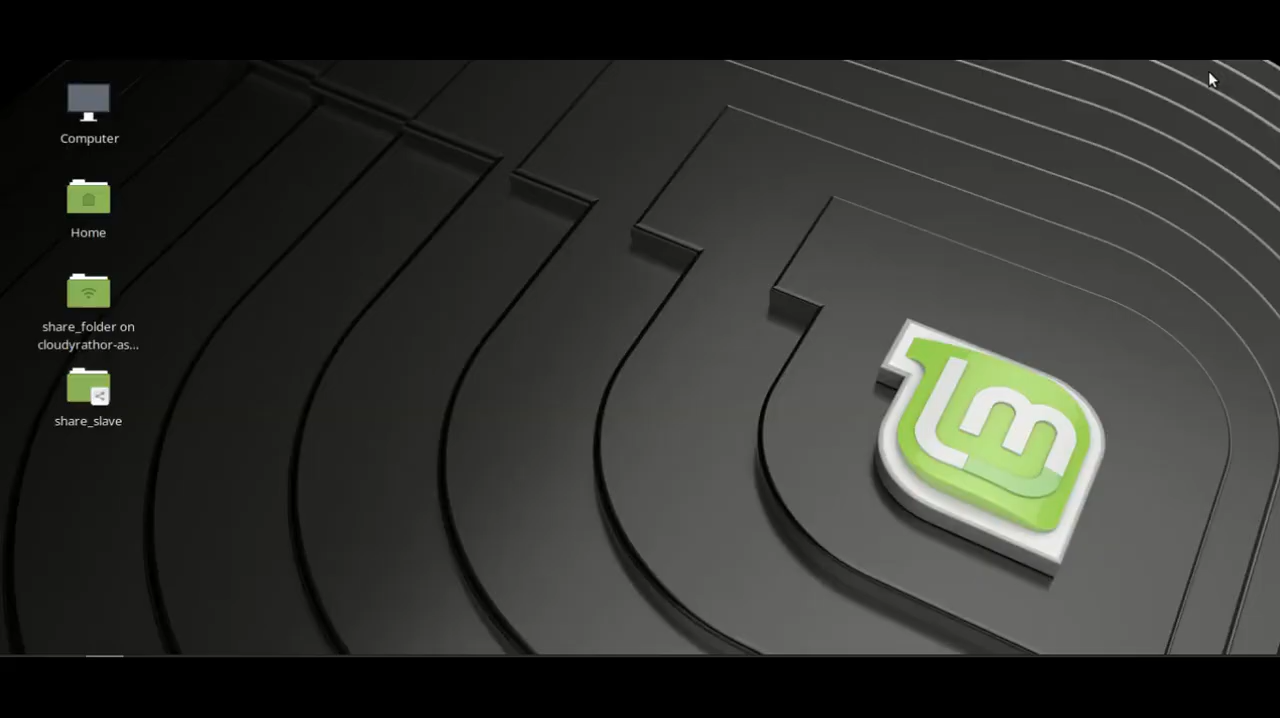 Computer
Home
share_folder on
cloudyrathor-as...
share_slave